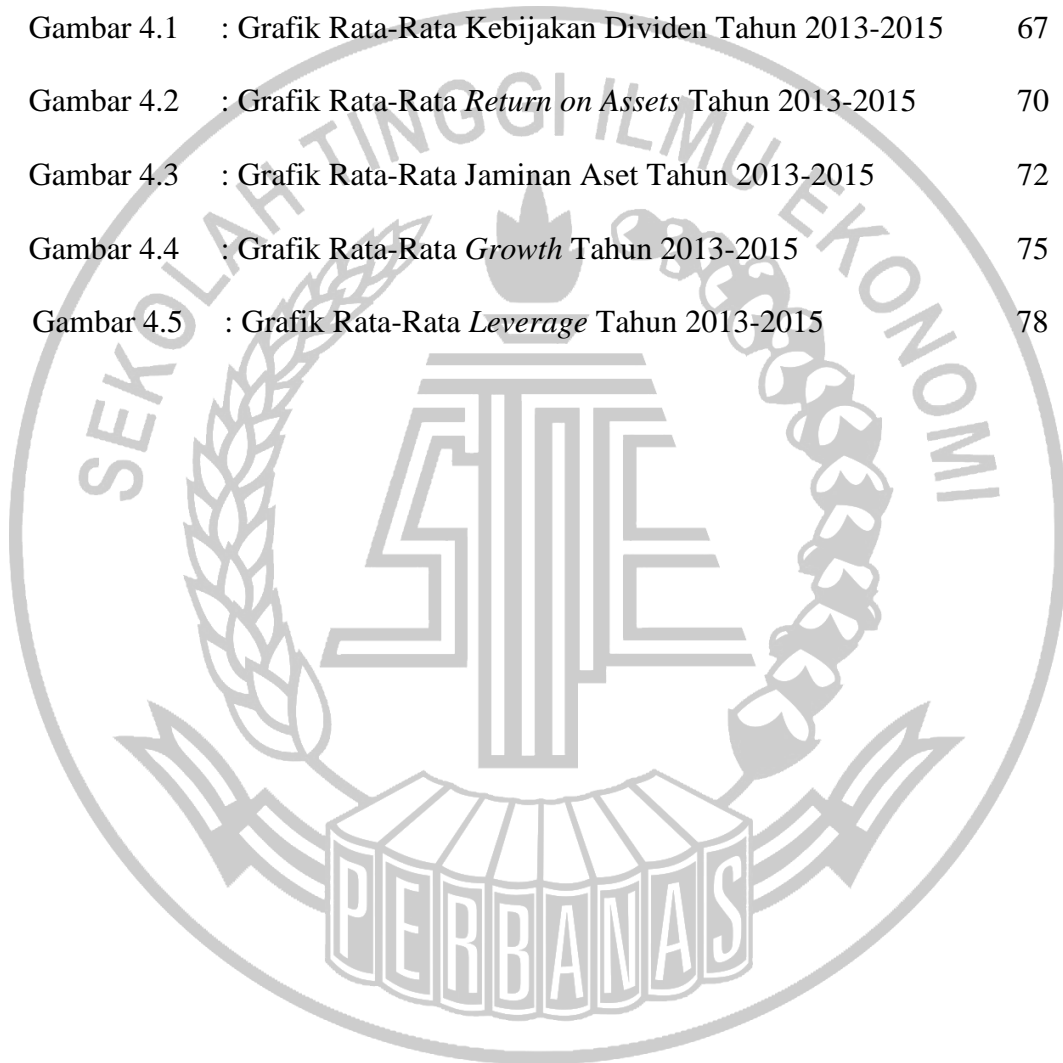 Gambar 4.1 : Grafik Rata-Rata Kebijakan Dividen Tahun 2013-2015 67
Gambar 4.2 : Grafik Rata-Rata Return on Assets Tahun 2013-2015 70
Gambar 4.3 : Grafik Rata-Rata Jaminan Aset Tahun 2013-2015 72
Gambar 4.4 : Grafik Rata-Rata Growth Tahun 2013-2015 75
Gambar 4.5 : Grafik Rata-Rata Leverage Tahun 2013-2015 78
SEKOLAH TINGGI ILMU EKONOMI
STIE
PERBANAS